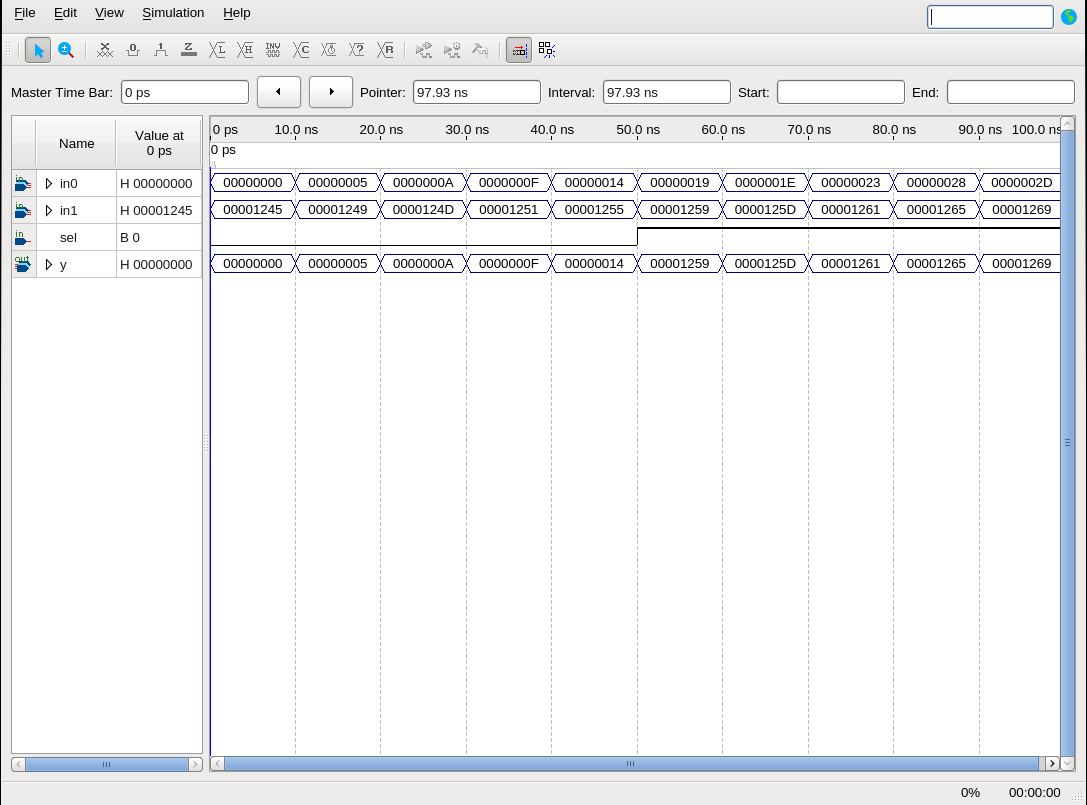 File Edit View Simulation Help
Master Time Bar: 0 ps Pointer: 97.93 ns Interval: 97.93 ns Start: End:
Name Value at 0 ps
0 ps 10.0 ns 20.0 ns 30.0 ns 40.0 ns 50.0 ns 60.0 ns 70.0 ns 80.0 ns 90.0 ns 100.0 ns
0 ps
in0 H 00000000 00000000 00000005 0000000A 0000000F 00000014 00000019 0000001E 00000023 00000028 0000002D
in1 H 00001245 00001245 00001249 0000124D 00001251 00001255 00001259 0000125D 00001261 00001265 00001269
sel B 0
y H 00000000 00000000 00000005 0000000A 0000000F 00000014 00001259 0000125D 00001261 00001265 00001269
0% 00:00:00